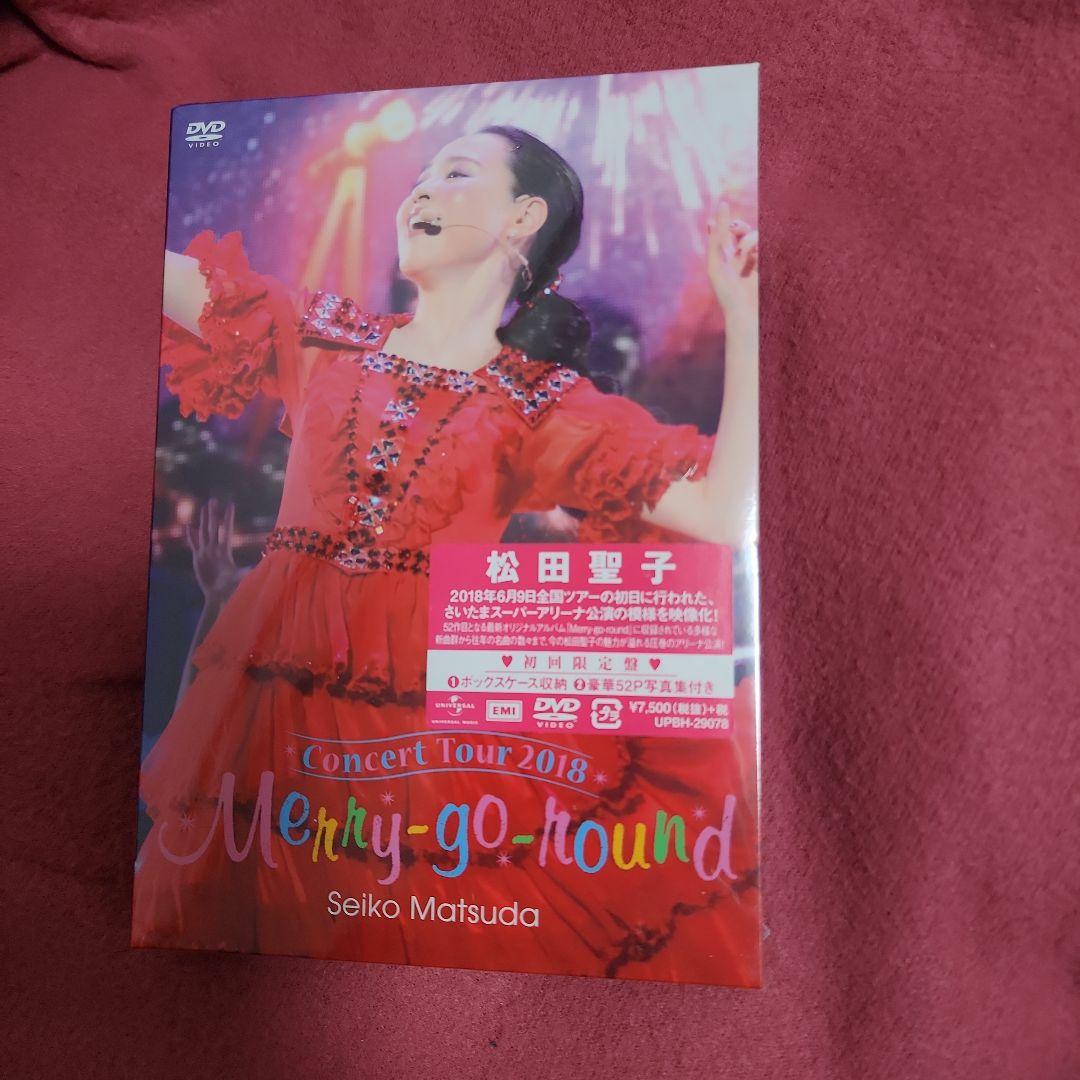 DVD
VIDEO
松田聖子
2018年6月9日全国ツアーの初日に行われた、
さいたまスーパーアリーナ公演の模様を映像化!
52作目となる最新オリジナルアルバム「Merry-go-round」に収録されている多様な
新曲群から往年の名曲の数々まで、今の松田聖子の魅力が溢れる圧巻のアリーナ公演!
♥初回限定盤♥
❶ボックスケース収納 ❷豪華52P写真集付き
UNIVERSAL
UNIVERSAL MUSIC
EMI
DVD
VIDEO
¥7,500(税抜)+税
UPBH-29078
Concert Tour 2018
Merry-go-round
Seiko Matsuda